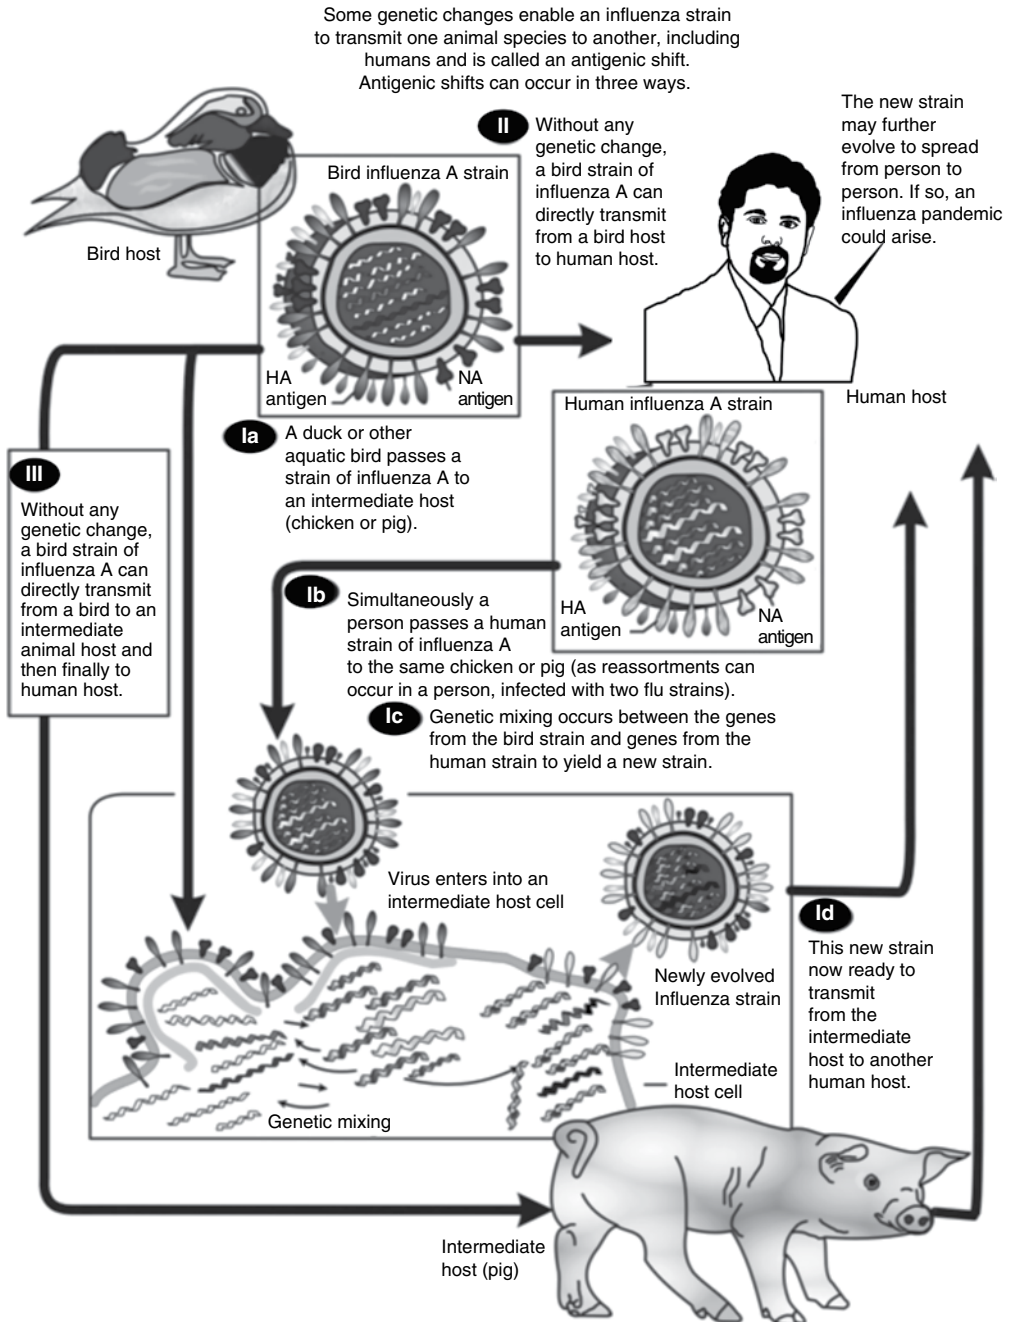 Some genetic changes enable an influenza strain
to transmit one animal species to another, including
humans and is called an antigenic shift.
Antigenic shifts can occur in three ways.
II
Without any
genetic change,
a bird strain of
influenza A can
directly transmit
from a bird host
to human host.
The new strain
may further
evolve to spread
from person to
person. If so, an
influenza pandemic
could arise.
Bird influenza A strain
Bird host
HA
antigen
NA
antigen
Human host
Human influenza A strain
Ia
A duck or other
aquatic bird passes a
strain of influenza A to
an intermediate host
(chicken or pig).
III
Without any
genetic change,
a bird strain of
influenza A can
directly transmit
from a bird to an
intermediate
animal host and
then finally to
human host.
Ib
Simultaneously a
person passes a human
strain of influenza A
to the same chicken or pig (as reassortments can
occur in a person, infected with two flu strains).
HA
antigen
NA
antigen
Ic
Genetic mixing occurs between the genes
from the bird strain and genes from the
human strain to yield a new strain.
Virus enters into an
intermediate host cell
Id
This new strain
now ready to
transmit
from the
intermediate
host to another
human host.
Newly evolved
Influenza strain
Intermediate
host cell
Genetic mixing
Intermediate
host (pig)